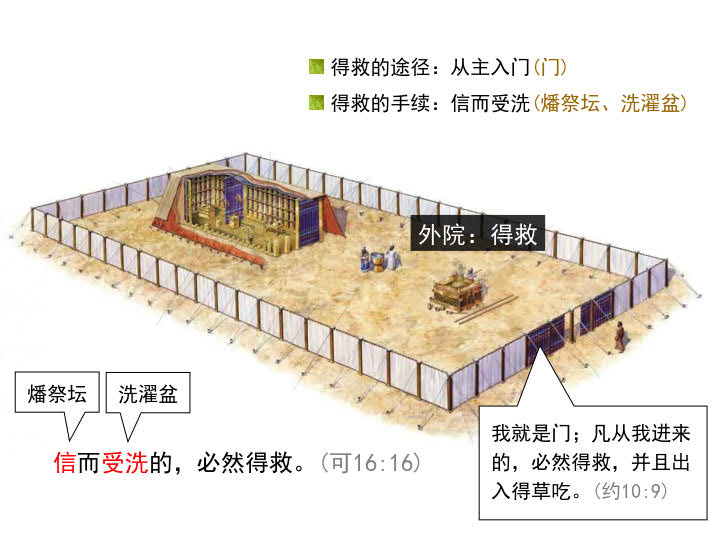 得救的途径：从主入门(门)
得救的手续：信而受洗(燔祭坛、洗濯盆)
外院：得救
燔祭坛
洗濯盆
信而受洗的，必然得救。(可16:16)
我就是门；凡从我进来
的，必然得救，并且出
入得草吃。(约10:9)